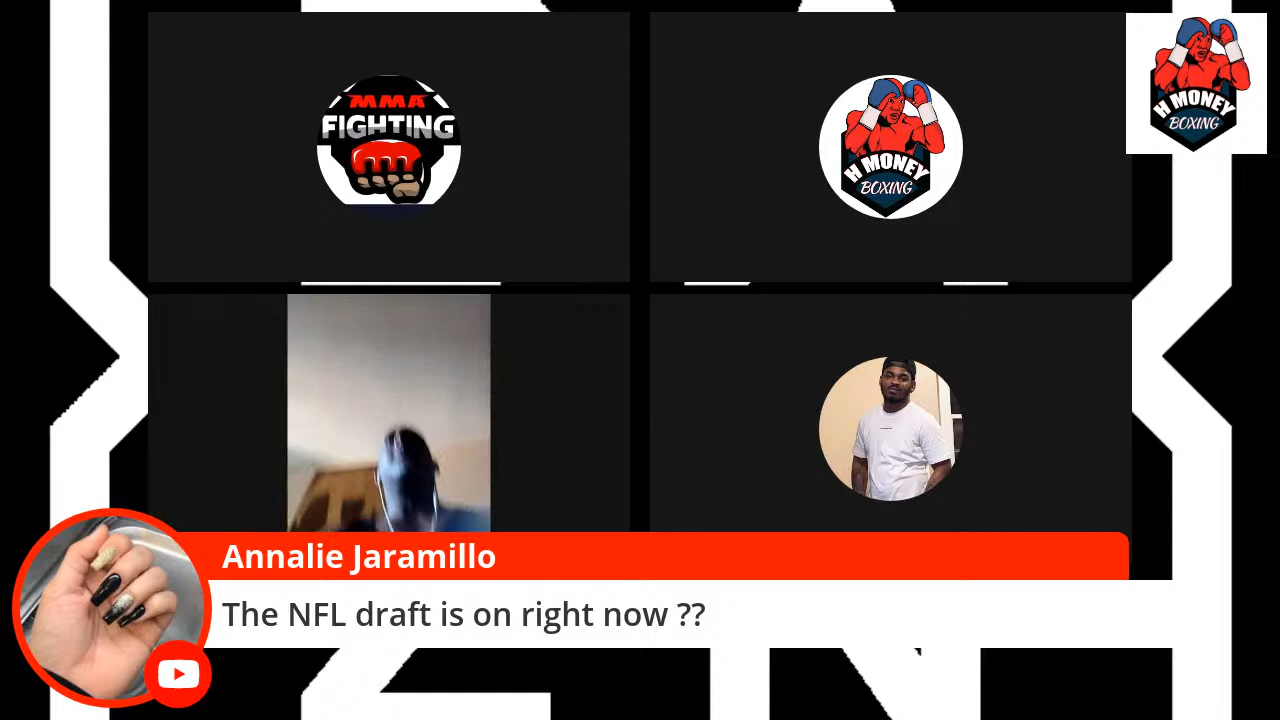 MMA
FIGHTING
H MONEY
BOXING
H MONEY
BOXING
Annalie Jaramillo
The NFL draft is on right now ??